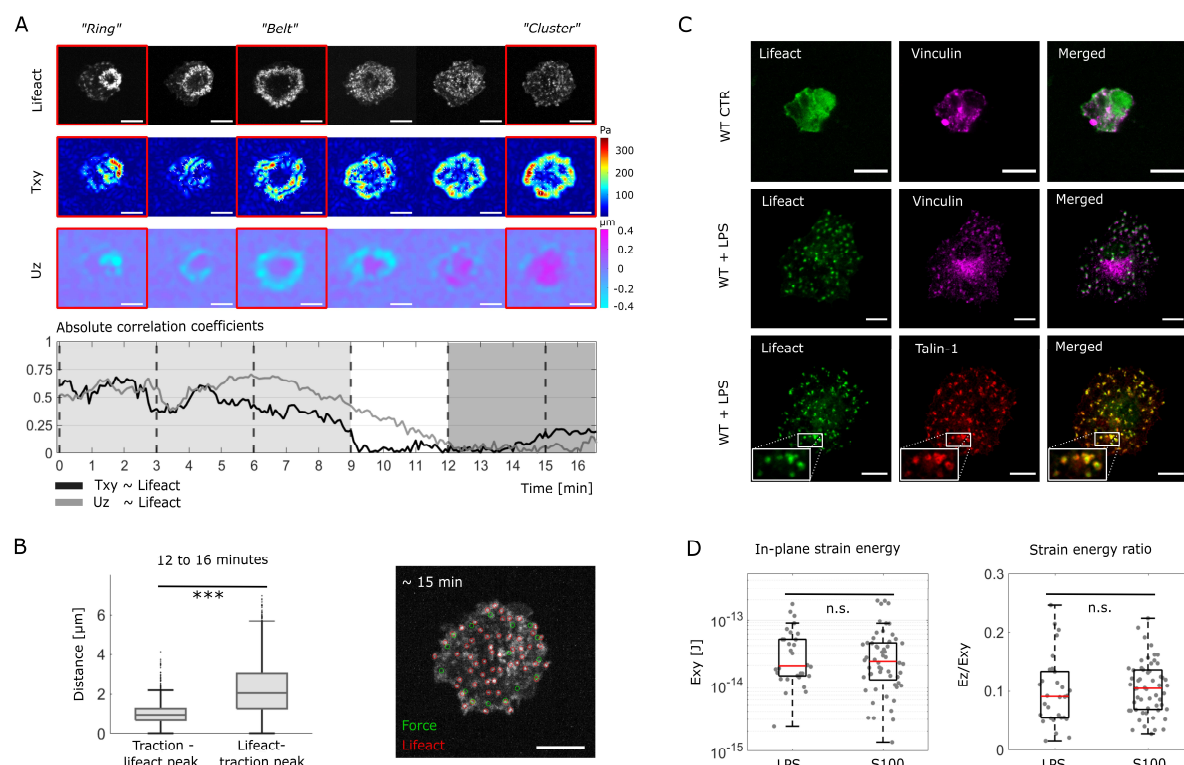 A
"Ring"
"Belt"
"Cluster"
Lifeact
Pa
300
200
100
Txy
µm
0.4
0.2
0
-0.2
-0.4
Uz
Absolute correlation coefficients
1
0.75
0.5
0.25
0
0 1 2 3 4 5 6 7 8 9 10 11 12 13 14 15 16
Time [min]
Txy ~ Lifeact
Uz ~ Lifeact
B
12 to 16 minutes
***
Distance [µm]
6
4
2
0
Traction -
lifeact peak
Lifeact-
traction peak
~ 15 min
Force
Lifeact
C
WT CTR
Lifeact
Vinculin
Merged
WT + LPS
Lifeact
Vinculin
Merged
WT + LPS
Lifeact
Talin-1
Merged
D
In-plane strain energy
n.s.
Exy [J]
10-13
10-14
10-15
LPS
S100
Strain energy ratio
n.s.
Ez/Exy
0.3
0.2
0.1
0
LPS
S100